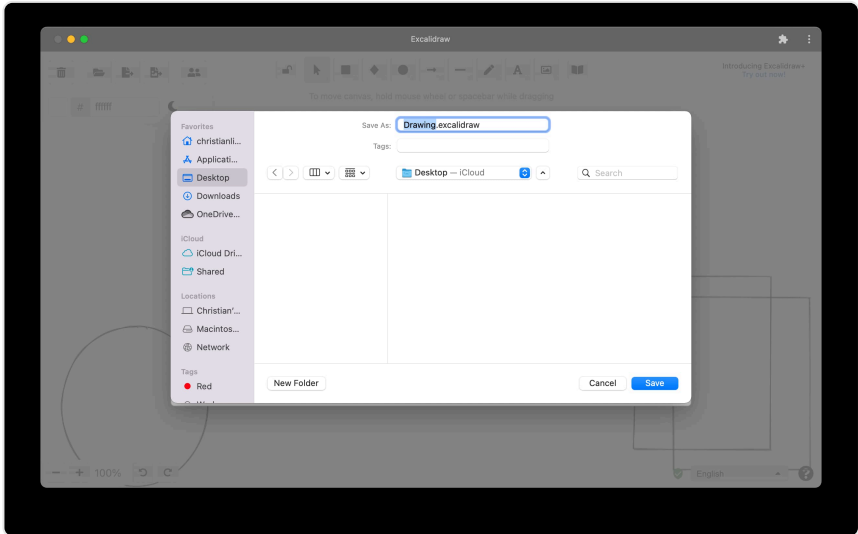 Excalidraw
Introducing Excalidraw+
Try out now!
To move canvas, hold mouse wheel or spacebar while dragging
# ffffff
Favorites
christianli...
Applicati...
Desktop
Downloads
OneDrive...
iCloud
iCloud Dri...
Shared
Locations
Christian'...
Macintos...
Network
Tags
Red
Save As: Drawing.excalidraw
Tags:
Desktop — iCloud
Search
New Folder
Cancel
Save
100%
English